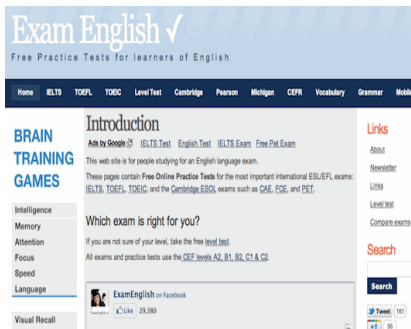 Exam English ✓
Free Practice Tests for learners of English
Home IELTS TOEFL TOEIC Level Test Cambridge Pearson Michigan CEFR Vocabulary Grammar Mobile
BRAIN
TRAINING
GAMES
Intelligence
Memory
Attention
Focus
Speed
Language
Visual Recall
Introduction
Ads by Google IELTS Test English Test IELTS Exam Free Pet Exam
This web site is for people studying for an English language exam.
These pages contain Free Online Practice Tests for the most important international ESL/EFL exams:
IELTS, TOEFL, TOEIC, and the Cambridge ESOL exams such as CAE, FCE, and PET.
Which exam is right for you?
If you are not sure of your level, take the free level test.
All exams and practice tests use the CEF levels A2, B1, B2, C1 & C2.
ExamEnglish on Facebook
Like 29,380
Links
About
Newsletter
Links
Level test
Compare exams
Search
Search
Tweet 161
+1 56